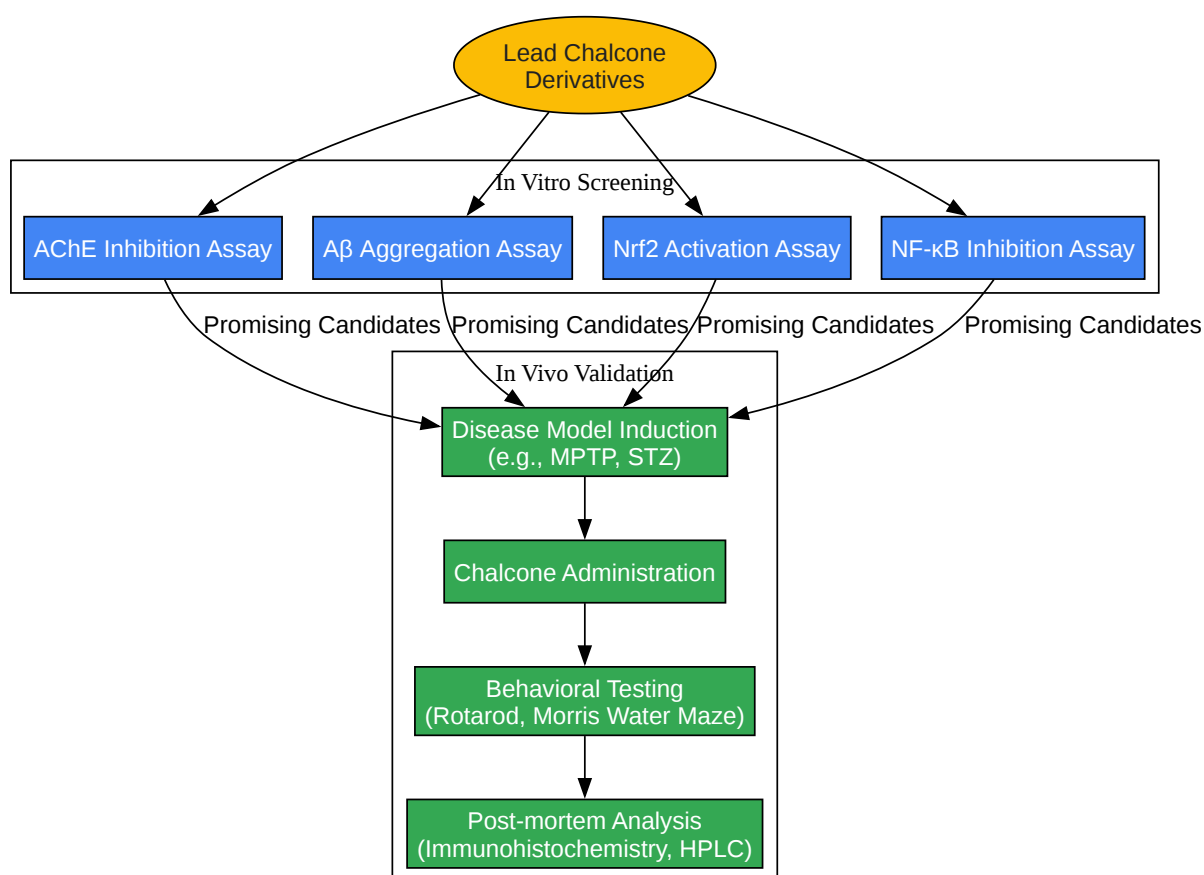 Lead Chalcone
Derivatives
In Vitro Screening
AChE Inhibition Assay
Aβ Aggregation Assay
Nrf2 Activation Assay
NF-κB Inhibition Assay
Promising Candidates
Promising Candidates
Promising Candidates
Promising Candidates
In Vivo Validation
Disease Model Induction
(e.g., MPTP, STZ)
Chalcone Administration
Behavioral Testing
(Rotarod, Morris Water Maze)
Post-mortem Analysis
(Immunohistochemistry, HPLC)